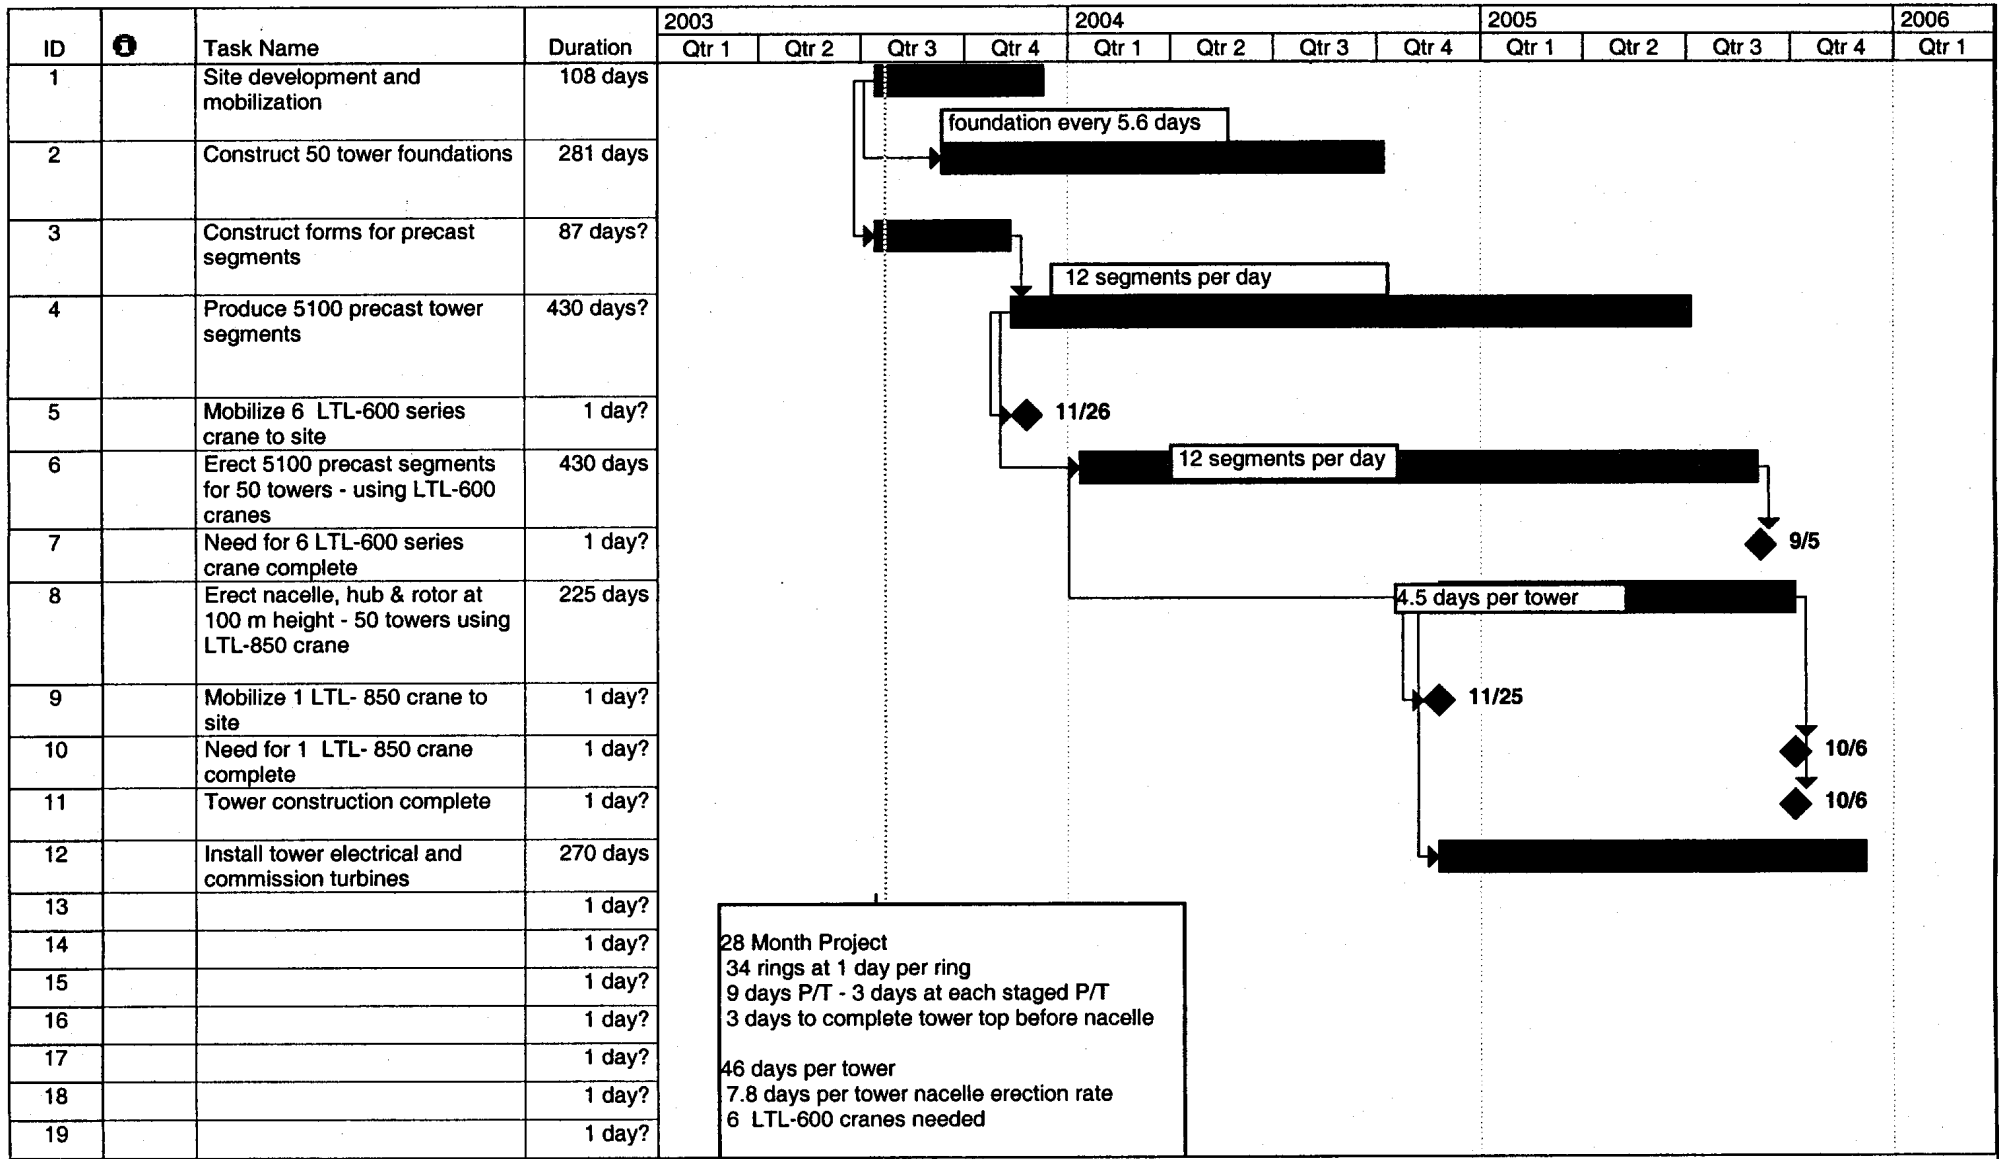 2003 2004 2005 2006
ID Task Name Duration Qtr 1 Qtr 2 Qtr 3 Qtr 4 Qtr 1 Qtr 2 Qtr 3 Qtr 4 Qtr 1 Qtr 2 Qtr 3 Qtr 4 Qtr 1
1 Site development and 108 days
mobilization
foundation every 5.6 days
2 Construct 50 tower foundations 281 days
3 Construct forms for precast 87 days?
segments
12 segments per day
4 Produce 5100 precast tower 430 days?
segments
5 Mobilize 6 LTL-600 series 1 day? 11/26
crane to site
6 Erect 5100 precast segments 430 days 12 segments per day
for 50 towers - using LTL-600
cranes
7 Need for 6 LTL-600 series 1 day? 9/5
crane complete
8 Erect nacelle, hub & rotor at 225 days 4.5 days per tower
100 m height - 50 towers using
LTL-850 crane
9 Mobilize 1 LTL- 850 crane to 1 day? 11/25
site
10 Need for 1 LTL- 850 crane 1 day? 10/6
complete
11 Tower construction complete 1 day? 10/6
12 Install tower electrical and 270 days
commission turbines
13 1 day?
14 1 day?
15 1 day?
16 1 day?
17 1 day?
18 1 day?
19 1 day?
28 Month Project
34 rings at 1 day per ring
9 days P/T - 3 days at each staged P/T
3 days to complete tower top before nacelle
46 days per tower
7.8 days per tower nacelle erection rate
6 LTL-600 cranes needed